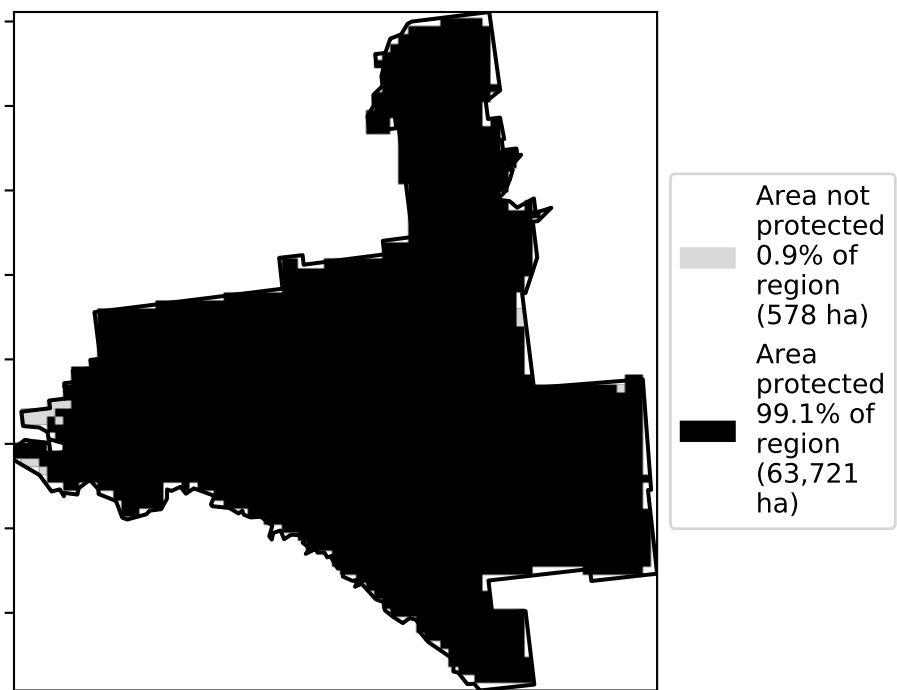 Area not
protected
0.9% of
region
(578 ha)
Area
protected
99.1% of
region
(63,721
ha)